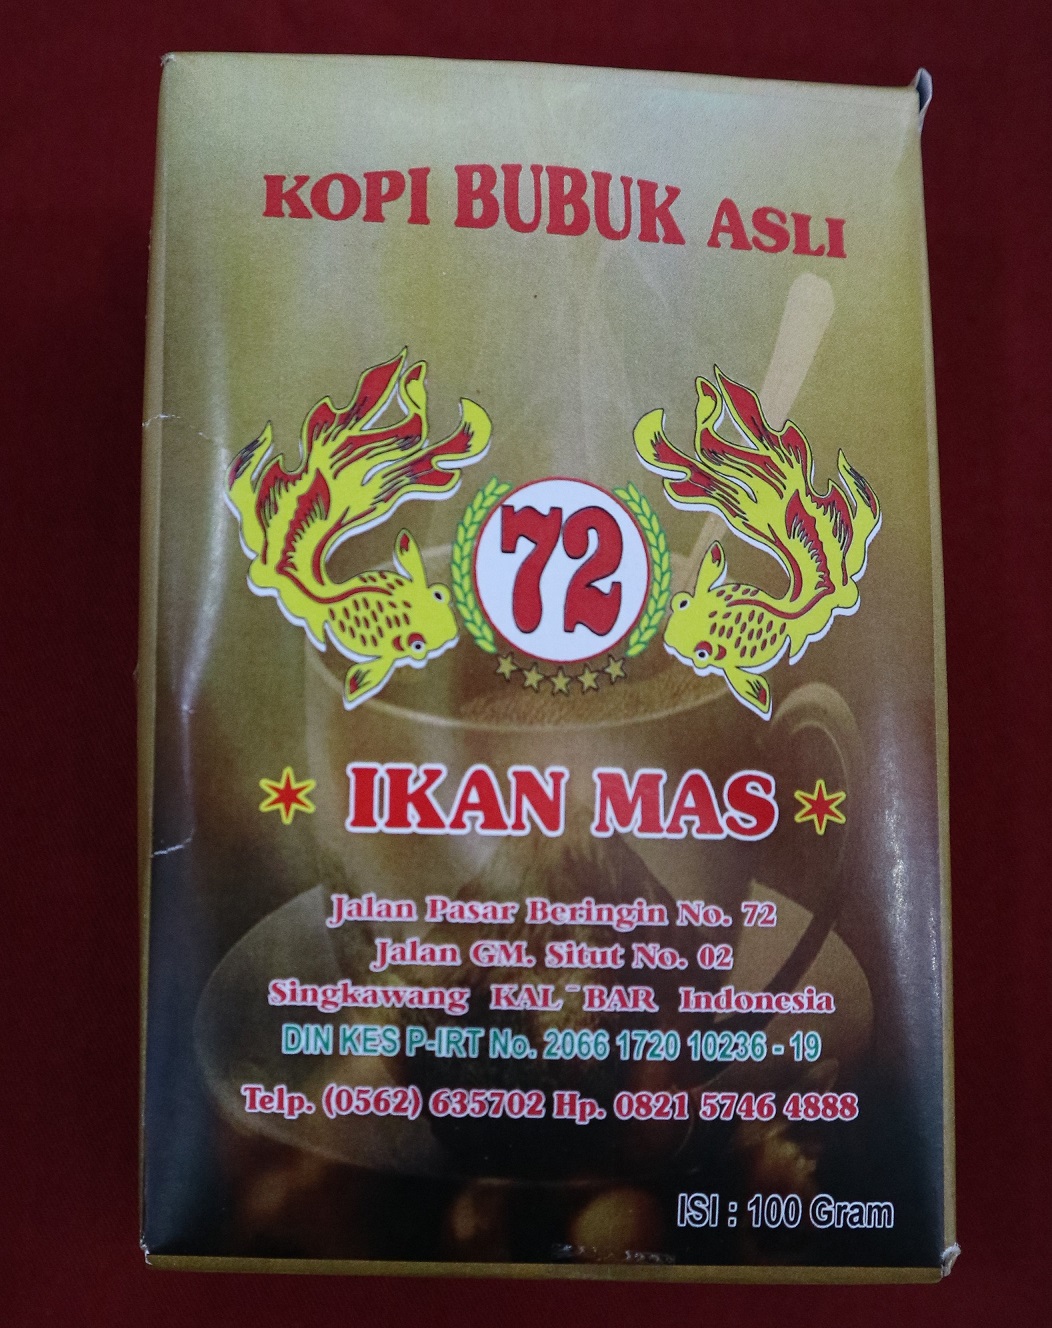 KOPI BUBUK ASLI
72
IKAN MAS
Jalan Pasar Beringin No. 72
Jalan GM. Situt No. 02
Singkawang KAL-BAR Indonesia
DIN KES P-IRT No. 2066 1720 10236 - 19
Telp. (0562) 635702 Hp. 0821 5746 4888
ISI : 100 Gram